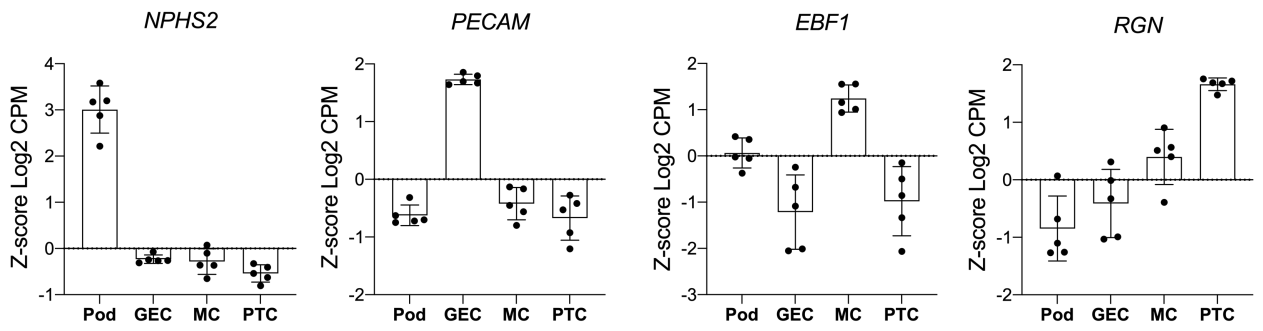 NPHS2
Z-score Log2 CPM
4
3
2
1
0
-1
Pod GEC MC PTC
PECAM
Z-score Log2 CPM
2
1
0
-1
-2
Pod GEC MC PTC
EBF1
Z-score Log2 CPM
2
1
0
-1
-2
-3
Pod GEC MC PTC
RGN
Z-score Log2 CPM
2
1
0
-1
-2
Pod GEC MC PTC